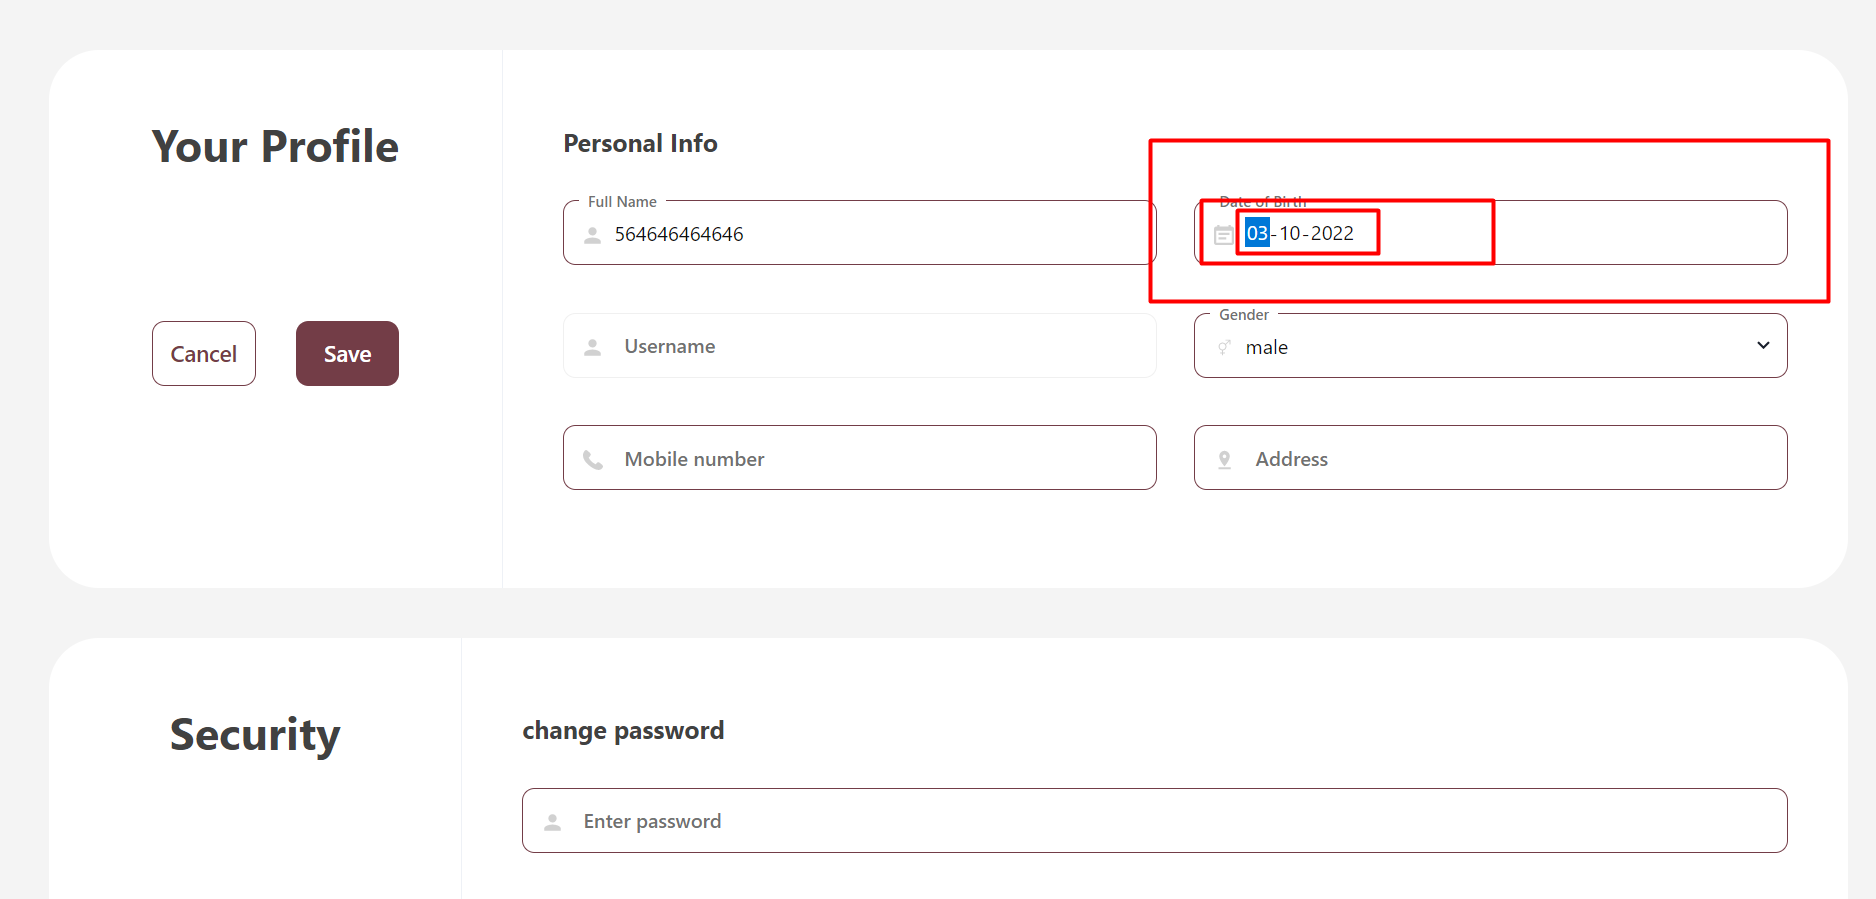 Your Profile
Cancel
Save
Personal Info
Full Name
564646464646
Date of Birth
03-10-2022
Username
Gender
male
Mobile number
Address
Security
change password
Enter password